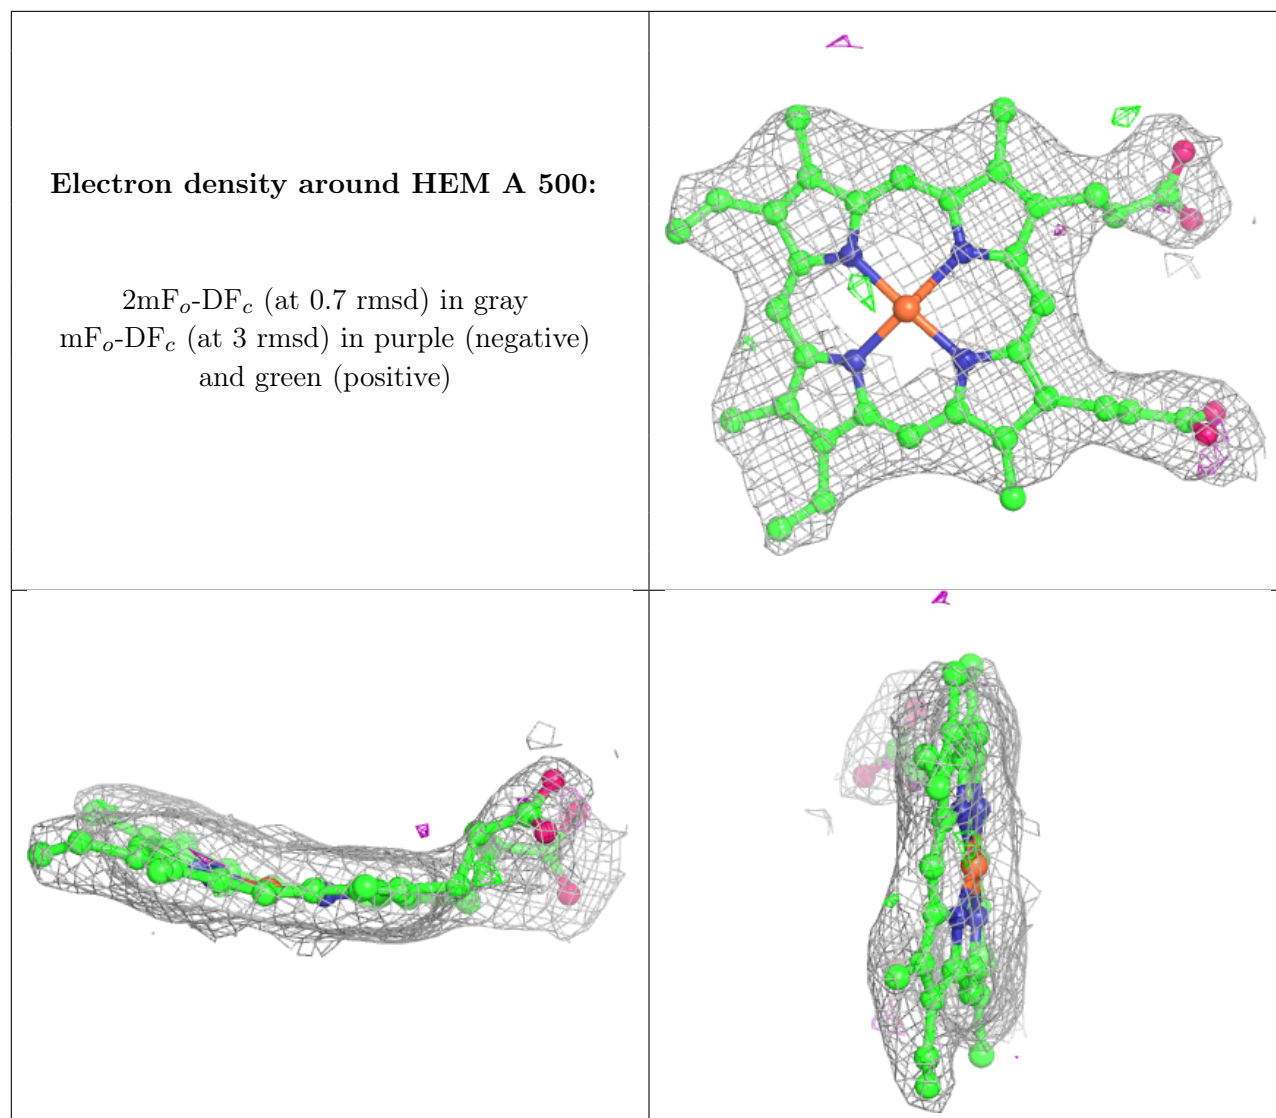 Electron density around HEM A 500:
2mFo-DFc (at 0.7 rmsd) in gray
mFo-DFc (at 3 rmsd) in purple (negative)
and green (positive)